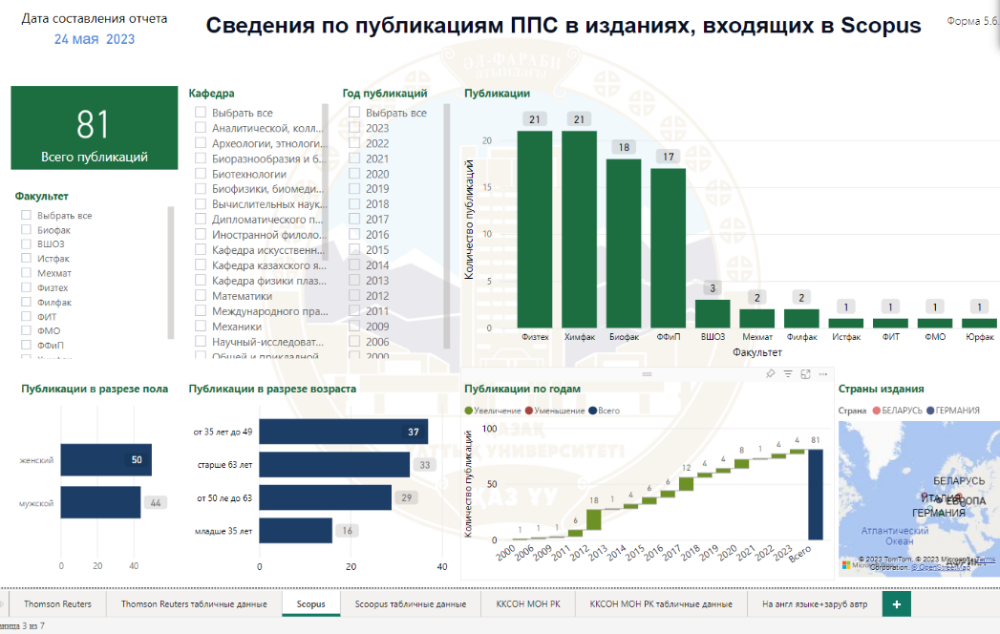 Дата составления отчета
24 мая 2023
Сведения по публикациям ППС в изданиях, входящих в Scopus
Форма 5.6.
81
Всего публикаций
Факультет
Выбрать все
Биофак
ВШОЗ
Истфак
Мехмат
Физтех
Филфак
ФИТ
ФМО
ФФиП
Кафедра
Выбрать все
Аналитической, колл...
Археологии, этнологи...
Биоразнообразия и б...
Биотехнологии
Биофизики, биомеди...
Вычислительных наук...
Дипломатического п...
Иностранной филоло...
Кафедра искусственн...
Кафедра казахского я...
Кафедра физики плаз...
Математики
Международного пра...
Механики
Научный-исследоват...
Общей и прикладной
Год публикаций
Выбрать все
2023
2022
2021
2020
2019
2018
2017
2016
2015
2014
2013
2012
2011
2009
2006
2000
Публикации
Количество публикаций
20
15
10
5
0
21
21
18
17
3
2
2
1
1
1
1
Физтех
Химфак
Биофак
ФФиП
ВШОЗ
Мехмат
Филфак
Истфак
ФИТ
ФМО
Юрфак
Факультет
Публикации в разрезе пола
женский
50
мужской
44
0
20
40
Публикации в разрезе возраста
от 35 лет до 49
37
старше 63 лет
33
от 50 ле до 63
29
младше 35 лет
16
0
20
40
Публикации по годам
Увеличение
Уменьшение
Всего
Количество публикаций
100
50
0
1
1
1
6
18
1
4
6
6
12
4
4
8
1
4
4
81
2000
2006
2009
2011
2012
2013
2014
2015
2016
2017
2018
2019
2020
2021
2022
2023
Всего
Страны издания
Страна
БЕЛАРУСЬ
ГЕРМАНИЯ
БЕЛАРУСЬ
ИТАЛИЯ
ЕВРОПА
ГЕРМАНИЯ
Атлантический
Океан
АФРИКА
© 2023 TomTom, © 2023 Microsoft Terms
Corporation, © OpenStreetMap
Thomson Reuters
Thomson Reuters табличные данные
Scopus
Scoopus табличные данные
ККСОН МОН РК
ККСОН МОН РК табличные данные
На англ языке+заруб автр
+
аница 3 из 7